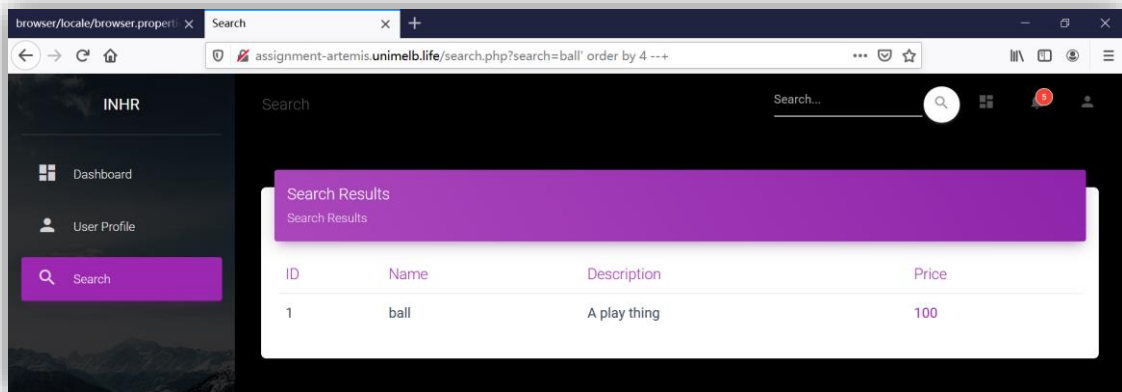 browser/locale/browser.properti
Search
assignment-artemis.unimelb.life/search.php?search=ball' order by 4 --+
INHR
Search
Search...
5
Dashboard
User Profile
Search
Search Results
Search Results
ID Name Description Price
1 ball A play thing 100